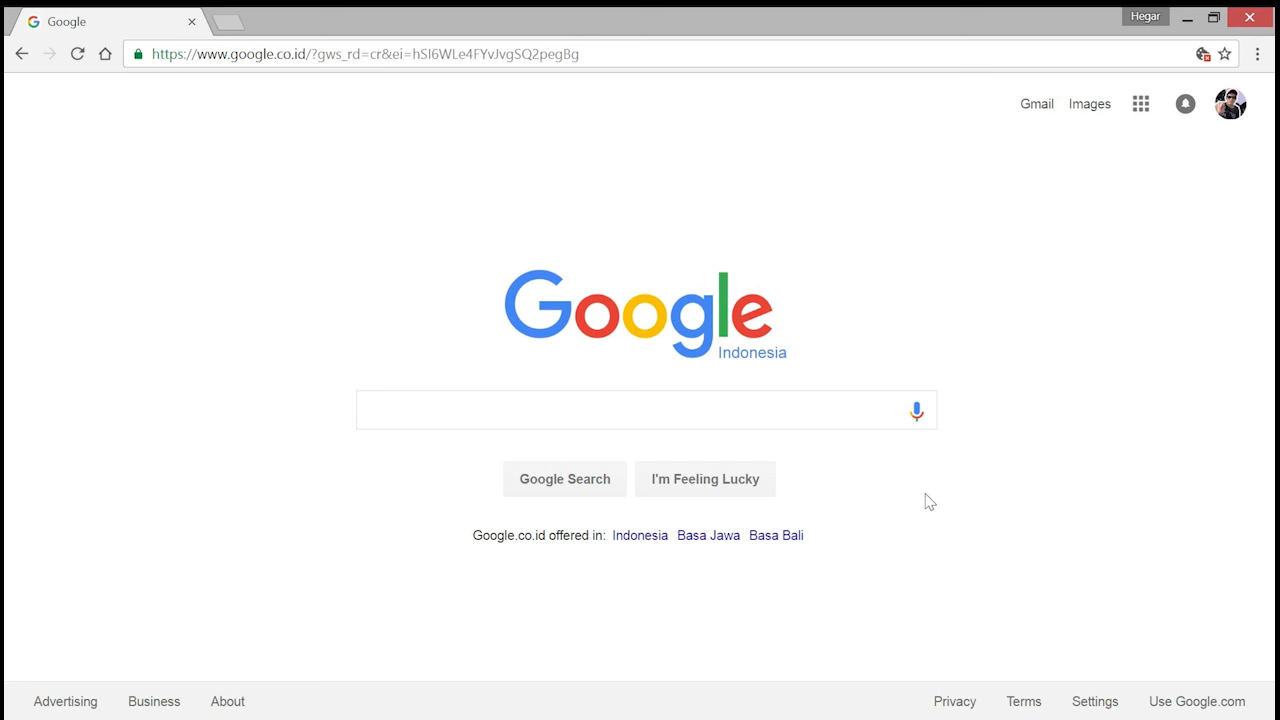 Google
Hegar
https://www.google.co.id/?gws_rd=cr&ei=hSI6WLe4FYvJvgSQ2pegBg
Gmail Images
Google
Indonesia
Google Search I'm Feeling Lucky
Google.co.id offered in: Indonesia Basa Jawa Basa Bali
Advertising Business About Privacy Terms Settings Use Google.com